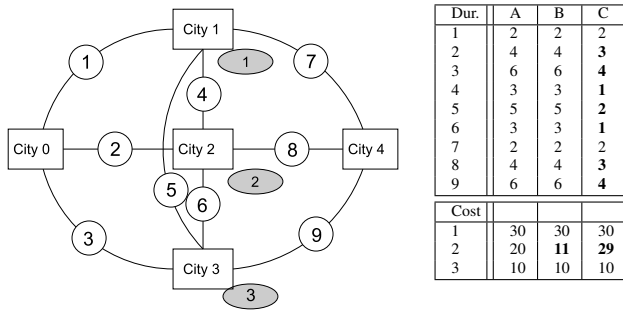 City 1
1
1
7
4
City 0
2
City 2
8
City 4
2
5
6
3
9
City 3
3
Dur. A B C
1 2 2 2
2 4 4 3
3 6 6 4
4 3 3 1
5 5 5 2
6 3 3 1
7 2 2 2
8 4 4 3
9 6 6 4
Cost
1 30 30 30
2 20 11 29
3 10 10 10